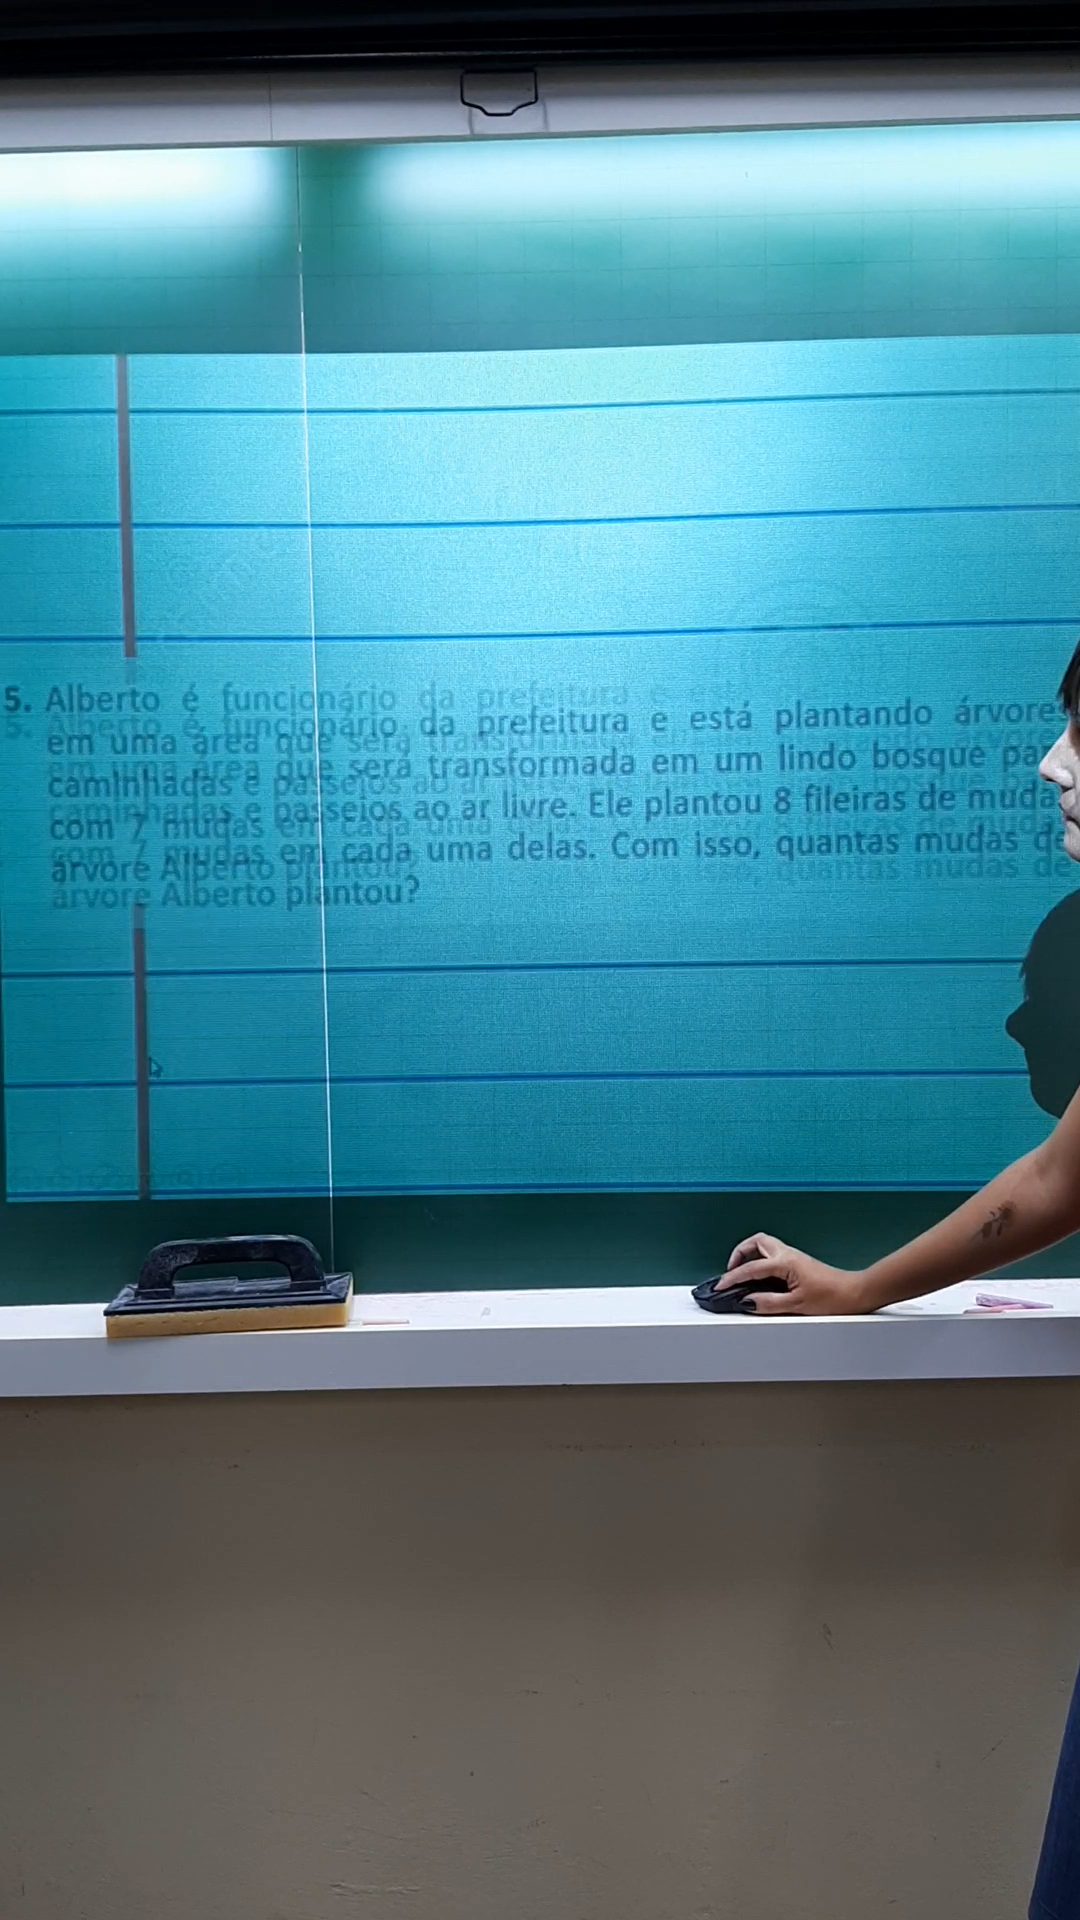 5. Alberto é funcionário da prefeitura e está plantando árvores
em uma área que será transformada em um lindo bosque
caminhadas e passeios ao ar livre. Ele plantou 8 fileiras de
com 7 mudas em cada uma delas. Com isso, quantas mudas de
árvore Alberto plantou?